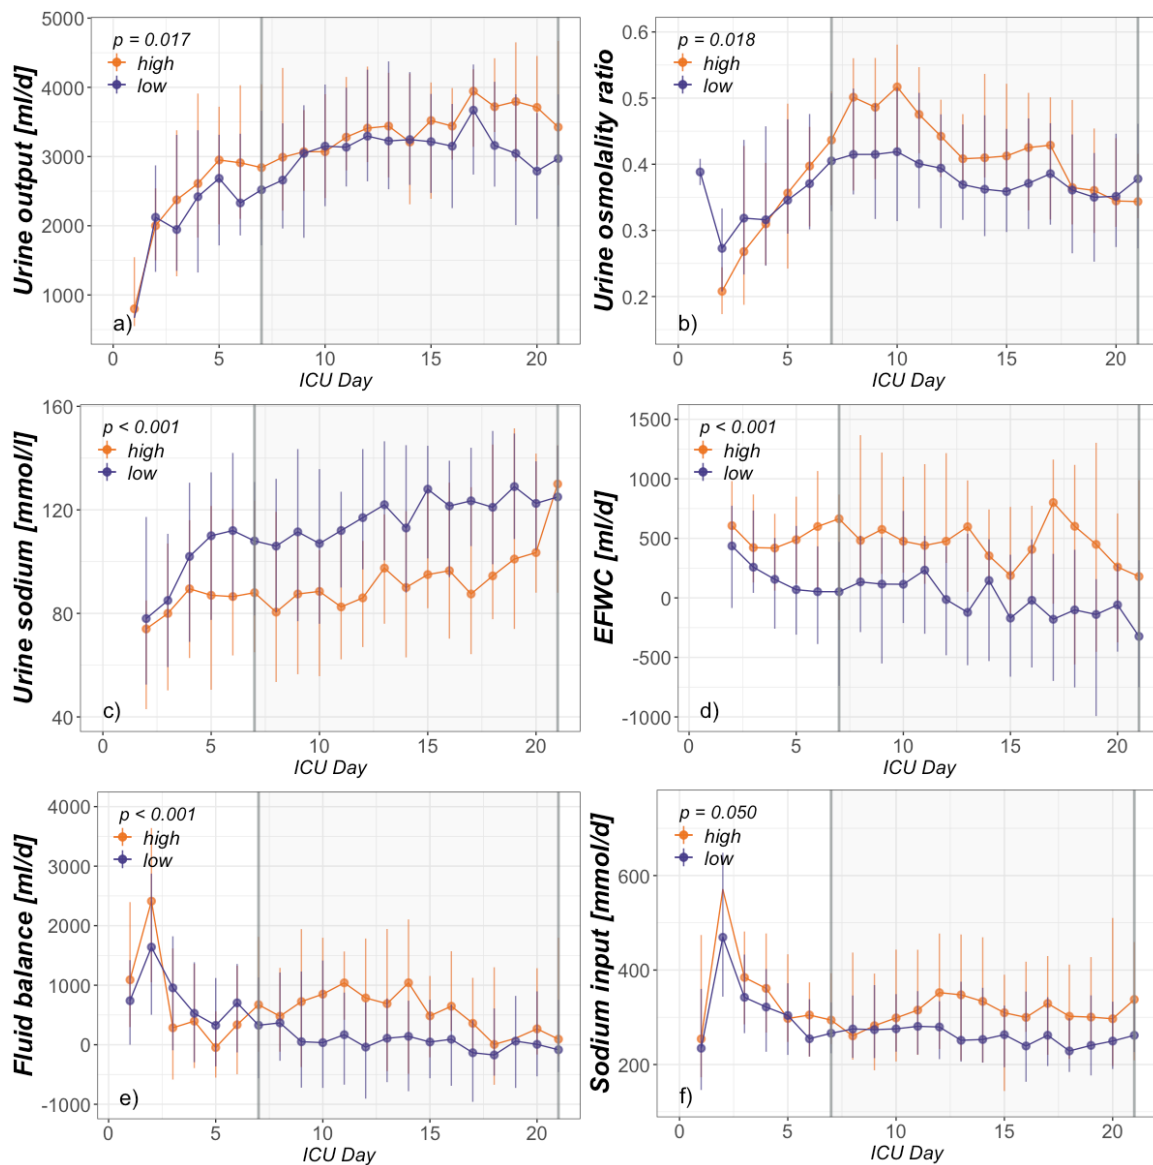 Urine output [ml/d]
5000
4000
3000
2000
1000
p = 0.017
high
low
a)
0 5 10 15 20
ICU Day
Urine osmolality ratio
0.6
0.5
0.4
0.3
0.2
p = 0.018
high
low
b)
0 5 10 15 20
ICU Day
Urine sodium [mmol/l]
160
120
80
40
p < 0.001
high
low
c)
0 5 10 15 20
ICU Day
EFWC [ml/d]
1500
1000
500
0
-500
-1000
p < 0.001
high
low
d)
0 5 10 15 20
ICU Day
Fluid balance [ml/d]
4000
3000
2000
1000
0
-1000
p < 0.001
high
low
e)
0 5 10 15 20
ICU Day
Sodium input [mmol/d]
600
400
200
p = 0.050
high
low
f)
0 5 10 15 20
ICU Day